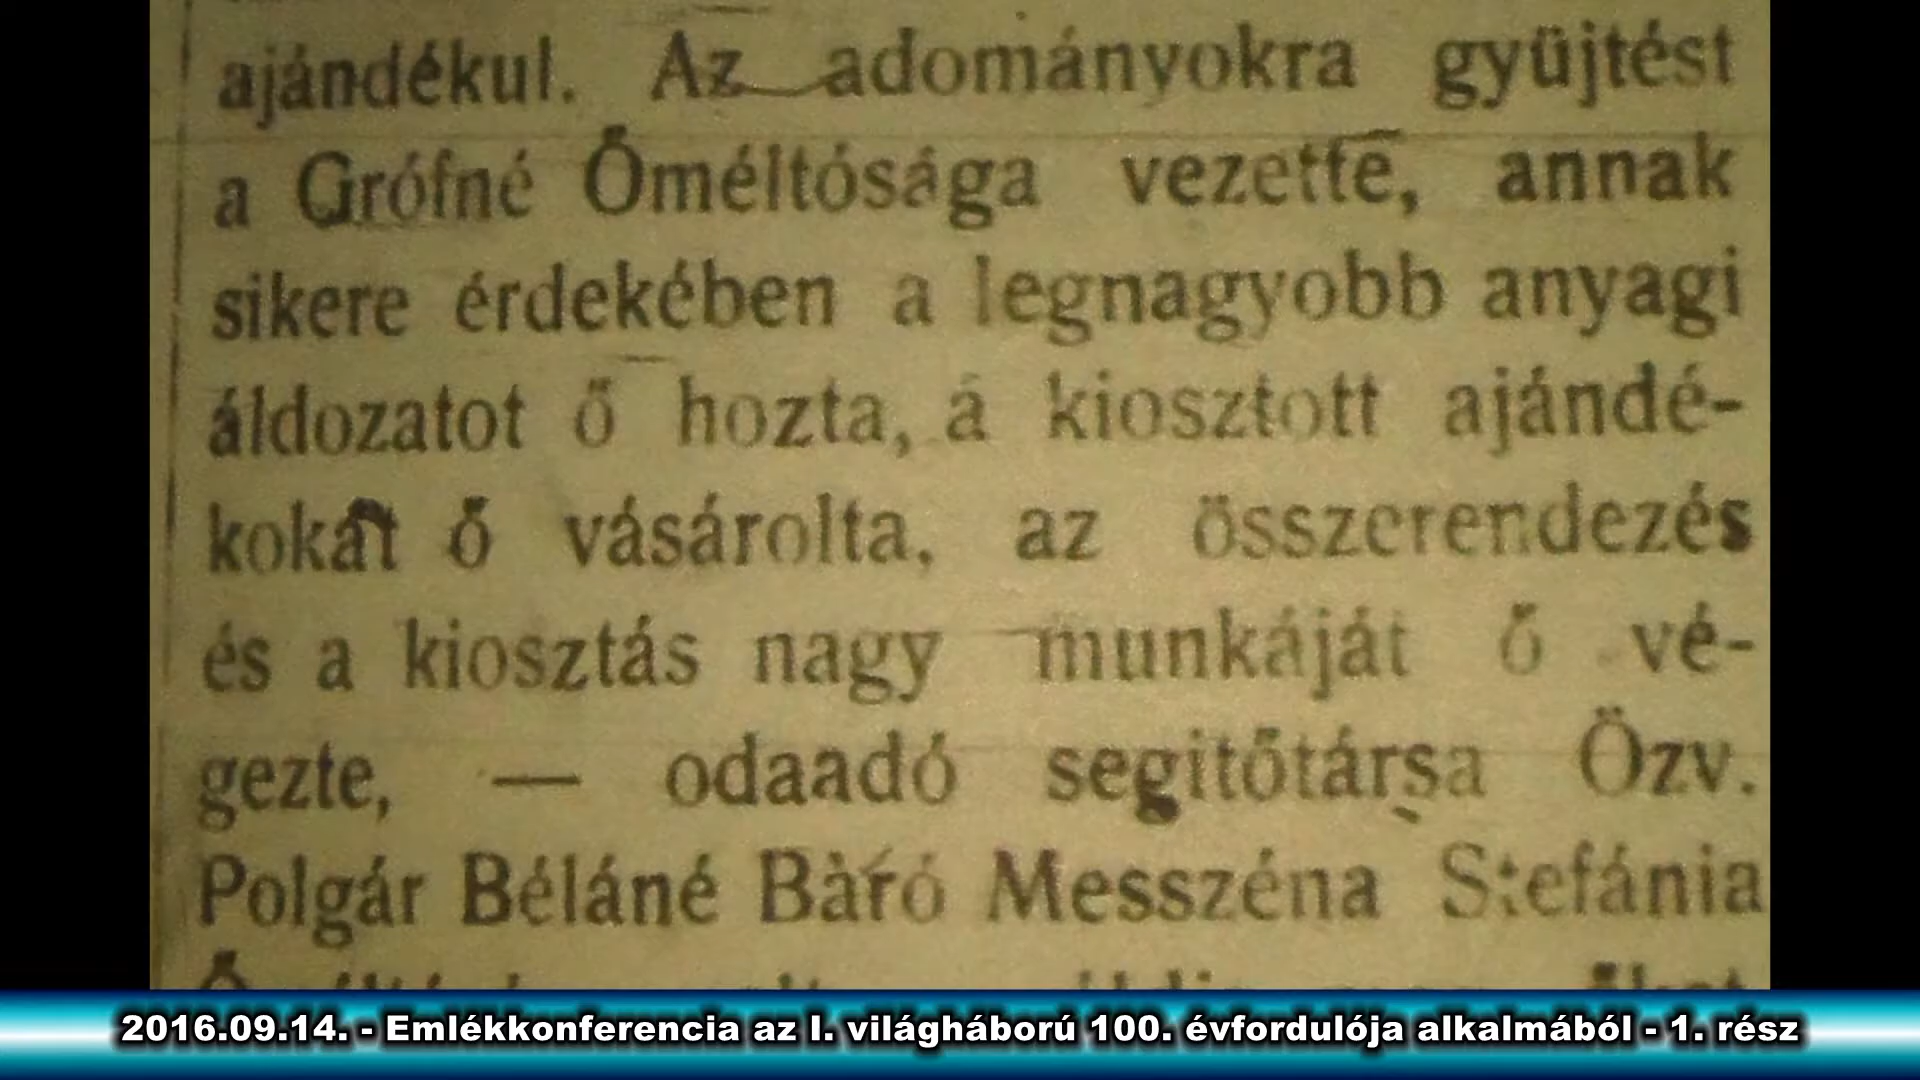 ajándékul. Az adományokra gyüjtést
a Grófné Őméltósága vezette, annak
sikere érdekében a legnagyobb anyagi
áldozatot ő hozta, á kiosztott ajándé-
kokat ő vásárolta, az összerendezés
és a kiosztás nagy munkáját ő vé-
gezte, — odaadó segitőtársa Özv.
Polgár Béláné Báró Messzéna Stefánia
2016.09.14. - Emlékkonferencia az I. világháború 100. évfordulója alkalmából - 1. rész